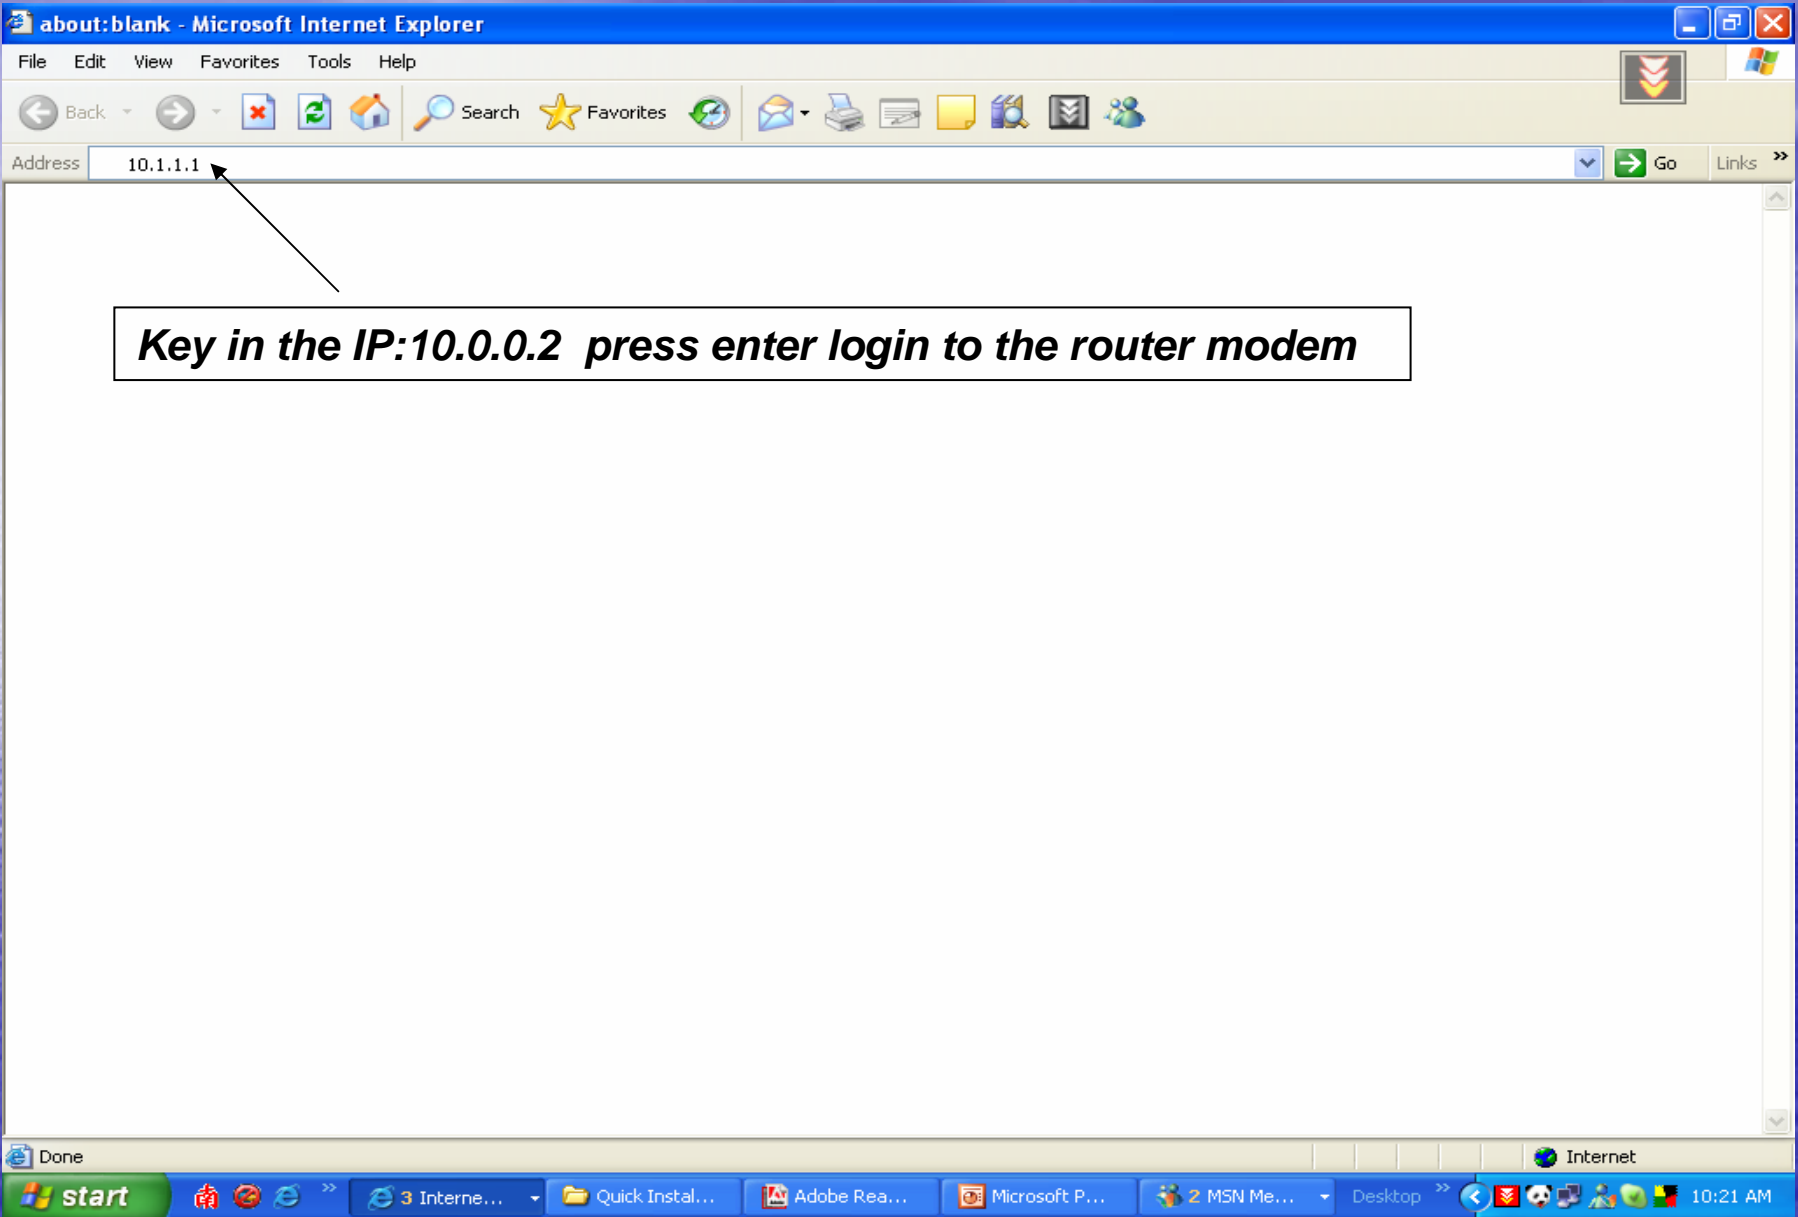 about:blank - Microsoft Internet Explorer
File Edit View Favorites Tools Help
Back Search Favorites
Address 10.1.1.1 Go Links »
Key in the IP:10.0.0.2 press enter login to the router modem
Done Internet
start 南 » 3 Interne... Quick Instal... Adobe Rea... Microsoft P... 2 MSN Me... Desktop » 10:21 AM